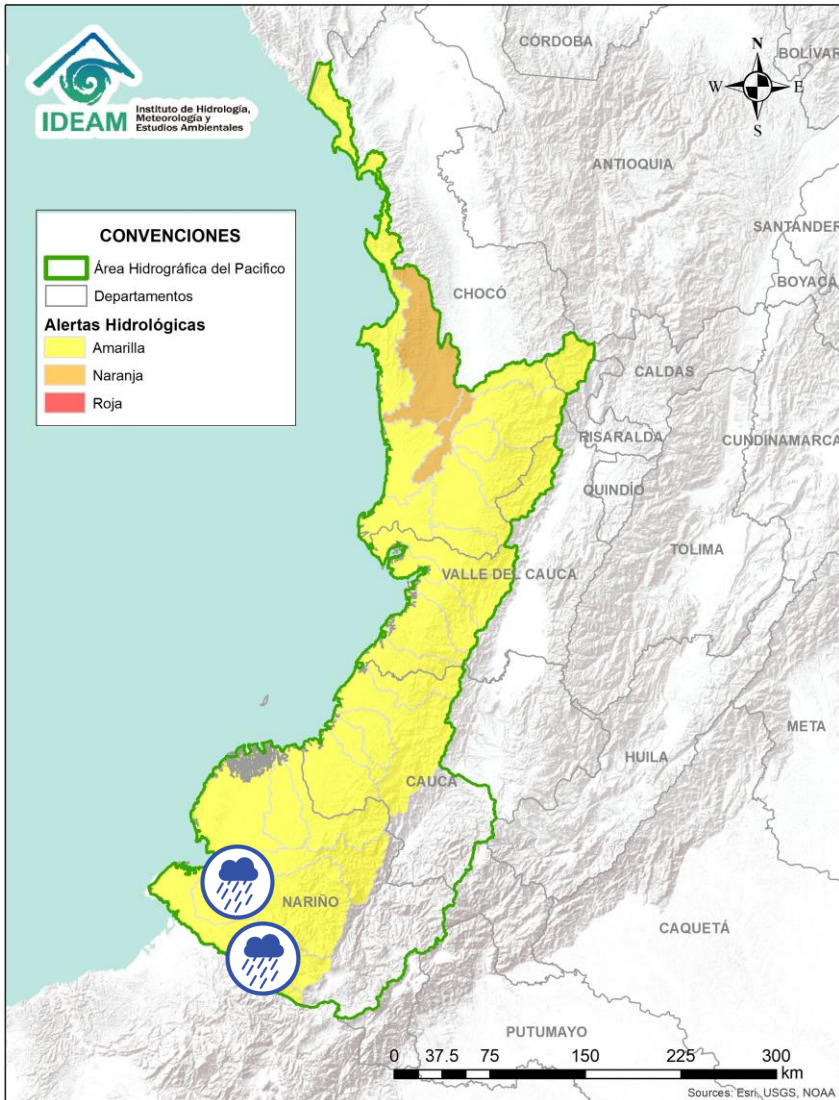 IDEAM
Instituto de Hidrología,
Meteorología y
Estudios Ambientales
CÓRDOBA
BOLÍVAR
N
W
E
S
ANTIOQUIA
SANTANDER
BOYACÁ
CHOCÓ
CONVENCIONES
Área Hidrográfica del Pacifico
Departamentos
Alertas Hidrológicas
Amarilla
Naranja
Roja
CALDAS
RISARALDA
CUNDINAMARCA
QUINDÍO
TOLIMA
VALLE DEL CAUCA
META
HUILA
CAUCA
NARIÑO
CAQUETÁ
PUTUMAYO
0 37.5 75 150 225 300
km
Sources: Esri, USGS, NOAA